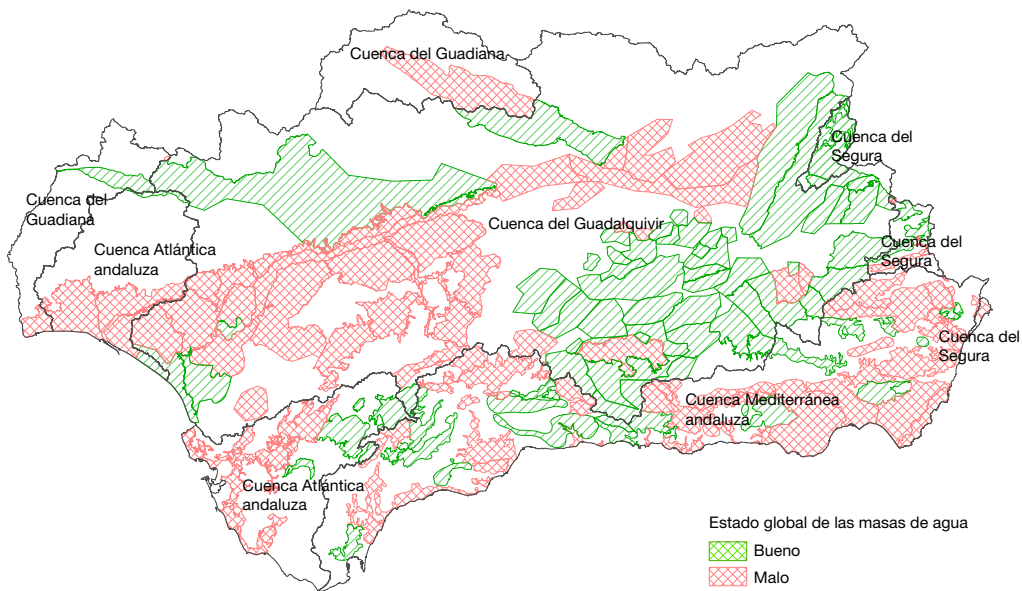 Cuenca del Guadiana
Cuenca del
Segura
Cuenca del
Guadiana
Cuenca del Guadalquivir
Cuenca Atlántica
andaluza
Cuenca del
Segura
Cuenca del
Segura
Cuenca Mediterránea
andaluza
Cuenca Atlántica
andaluza
Estado global de las masas de agua
Bueno
Malo